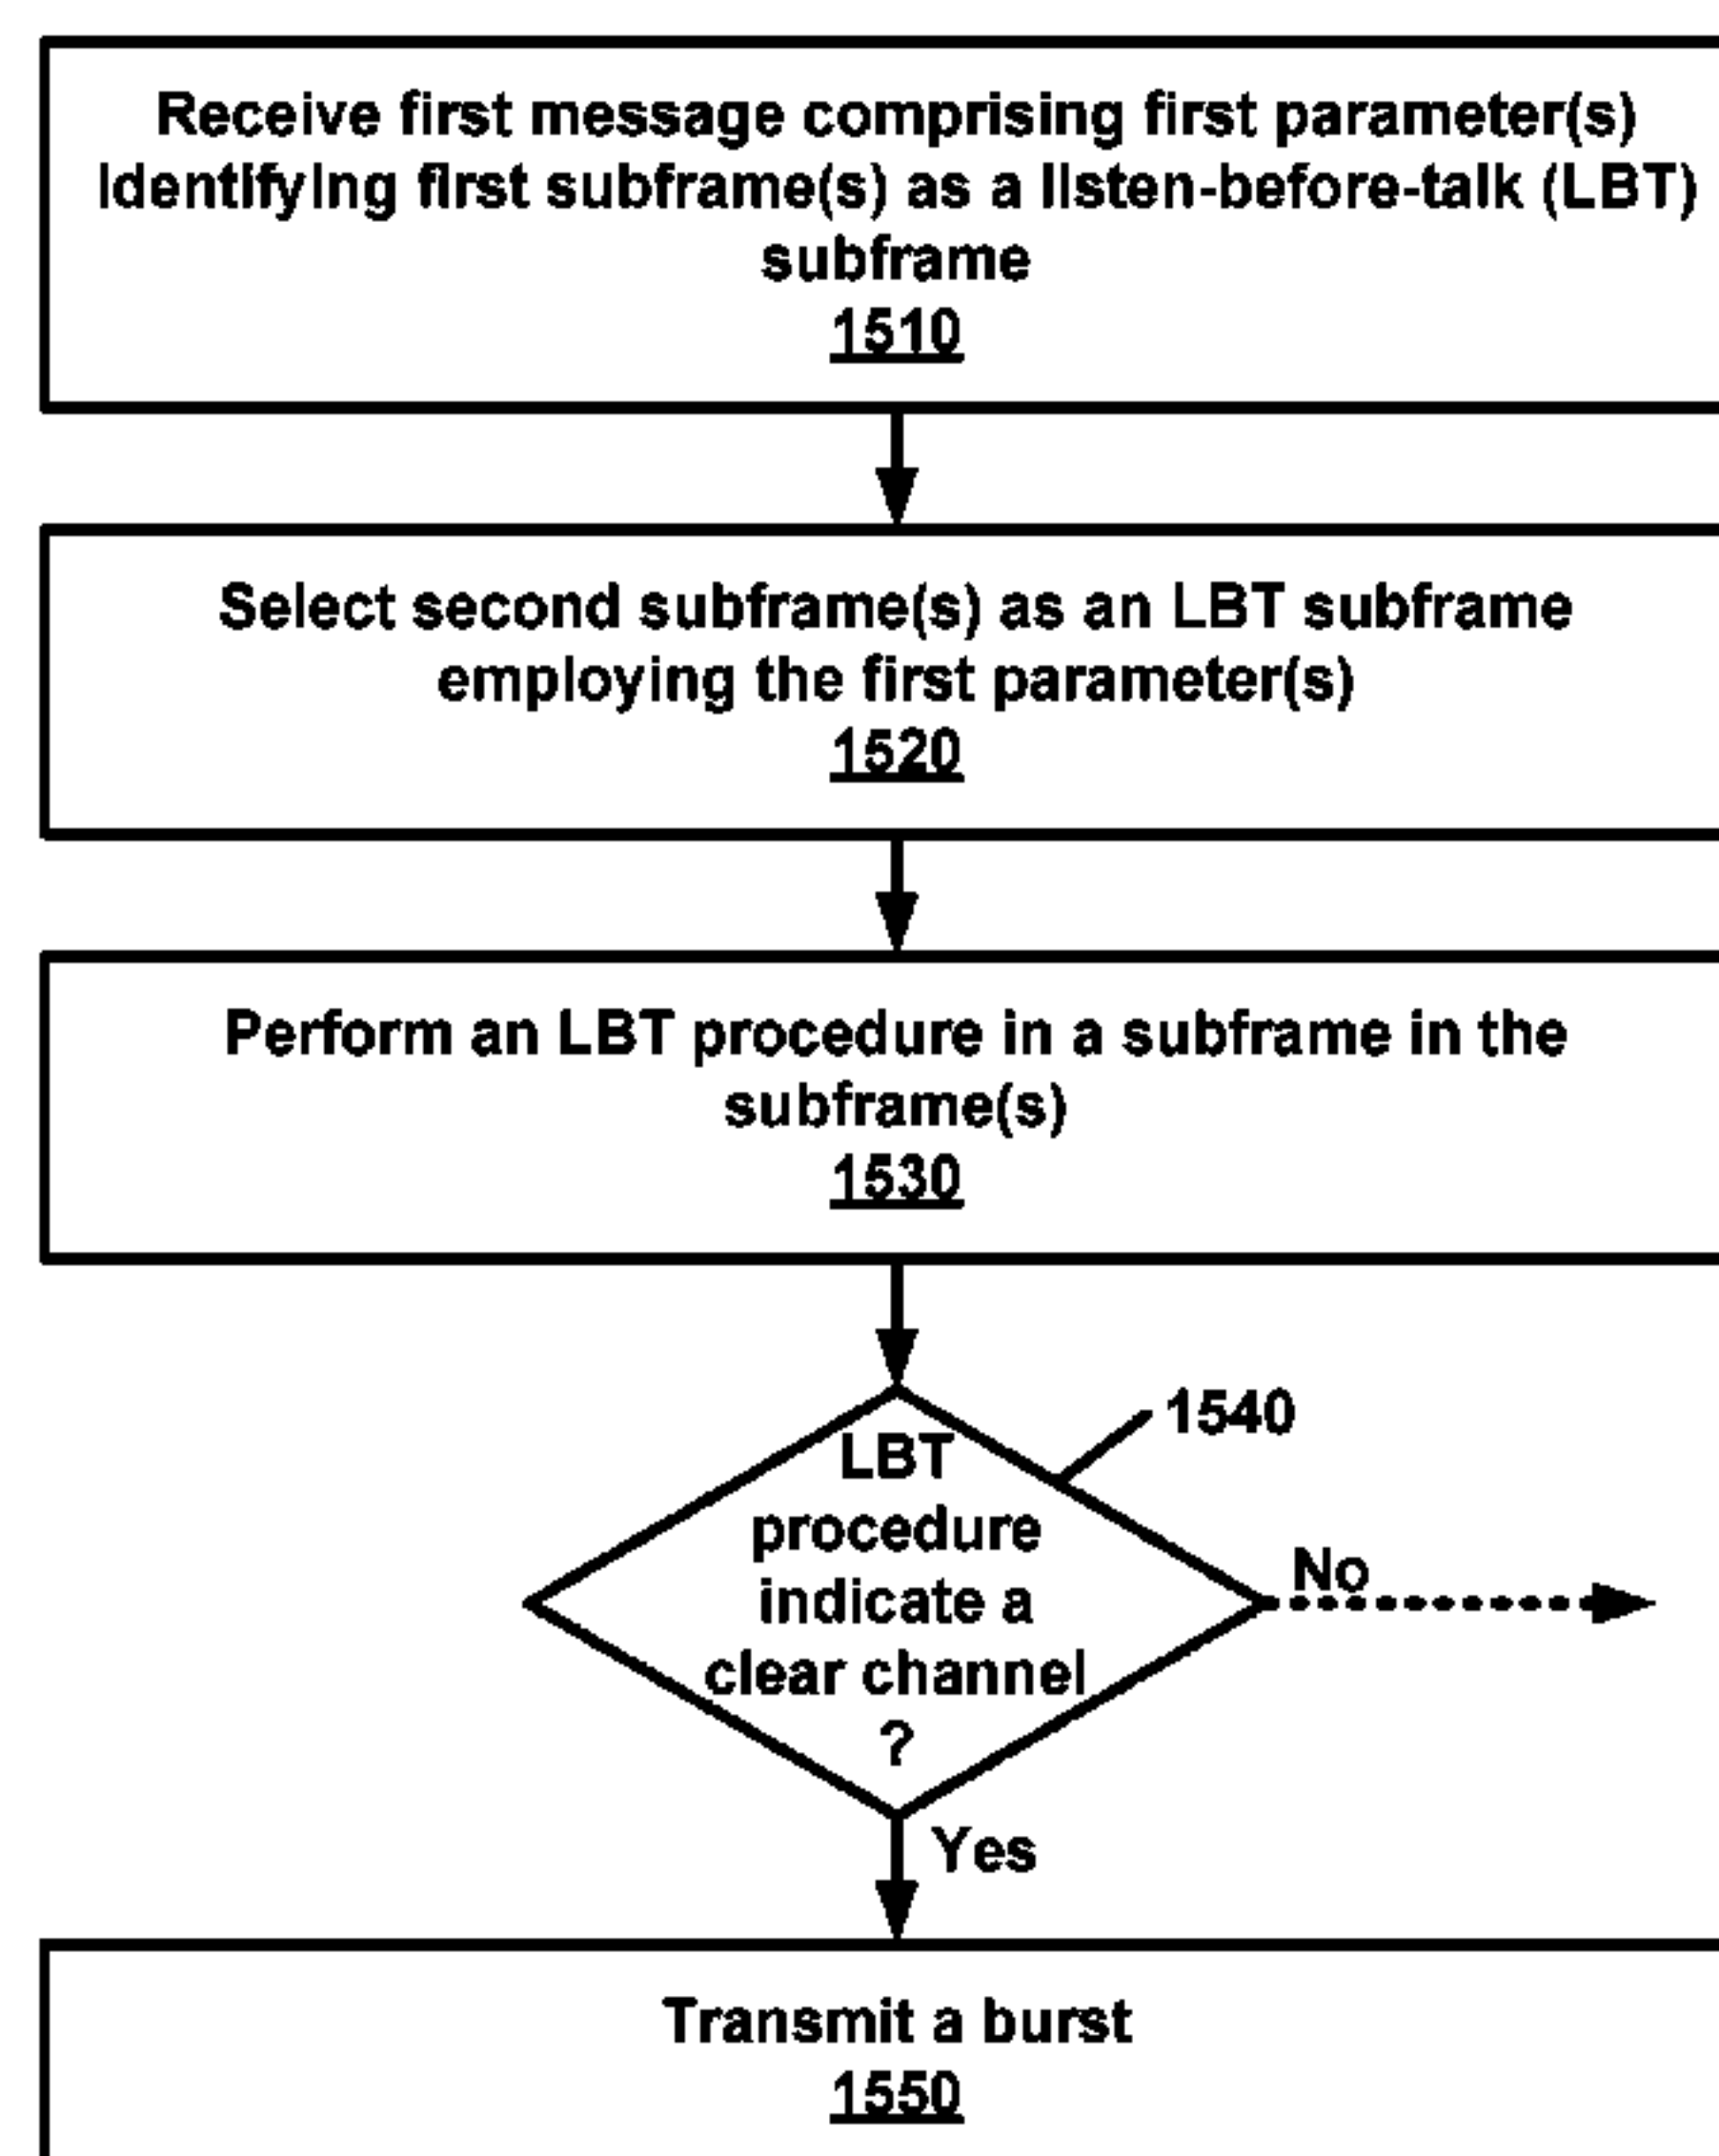 Receive first message comprising first parameter(s)
identifying first subframe(s) as a listen-before-talk (LBT)
subframe
1510
Select second subframe(s) as an LBT subframe
employing the first parameter(s)
1520
Perform an LBT procedure in a subframe in the
subframe(s)
1530
1540
LBT
procedure
indicate a
clear channel
?
No
Yes
Transmit a burst
1550